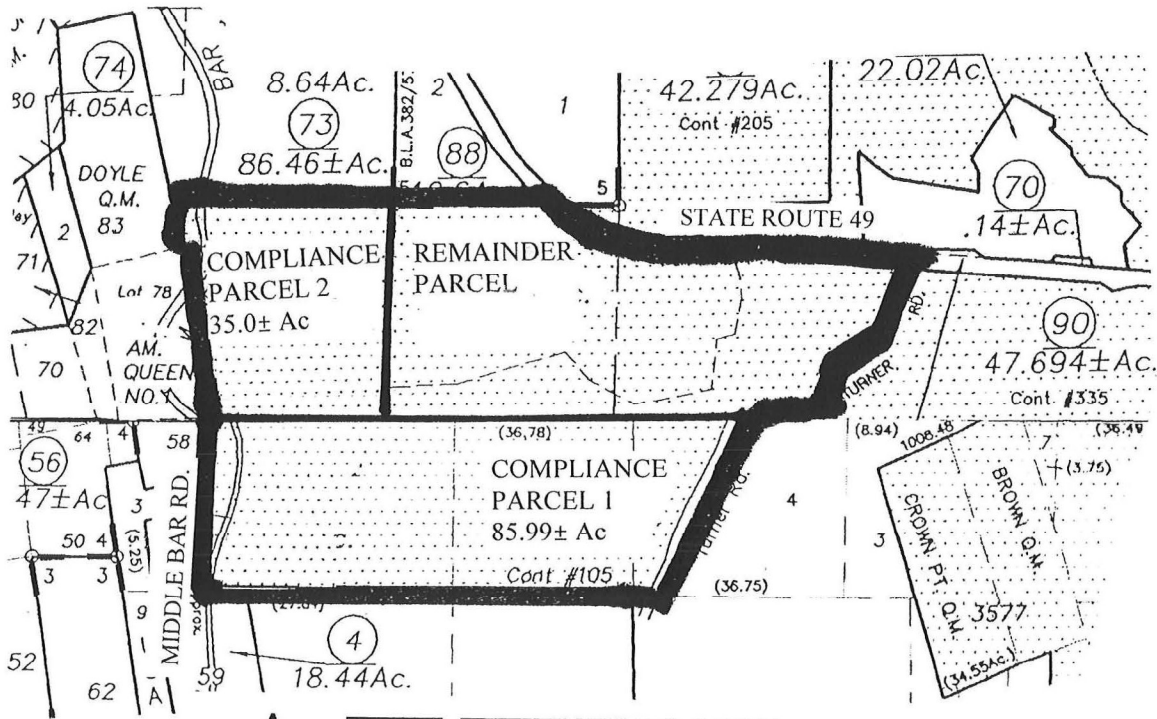 74
4.05Ac.
80
BAR
8.64Ac.
73
86.46±Ac.
B.L.A.382/5
2
88
1
5
42.279Ac.
Cont #205
22.02Ac.
70
.14±Ac.
STATE ROUTE 49
DOYLE
Q.M.
83
2
71
82
Lot 78
70
AM.
QUEEN
NO.1
COMPLIANCE
PARCEL 2
35.0± Ac
REMAINDER
PARCEL
RD.
TURNER
90
47.694±Ac.
Cont #335
49
64
4
58
56
47±Ac
3
50
4
(5.25)
3
3
9
52
62
A
MIDDLE BAR RD.
59
(36,78)
COMPLIANCE
PARCEL 1
85.99± Ac
Cont #105
Turner Rd.
4
(36.75)
4
18.44Ac.
(8.94)
1008.48
7
(36.49
(3.75)
3
BROWN Q.M.
CROWN PT. Q.M.
3577
(34.55Ac.)